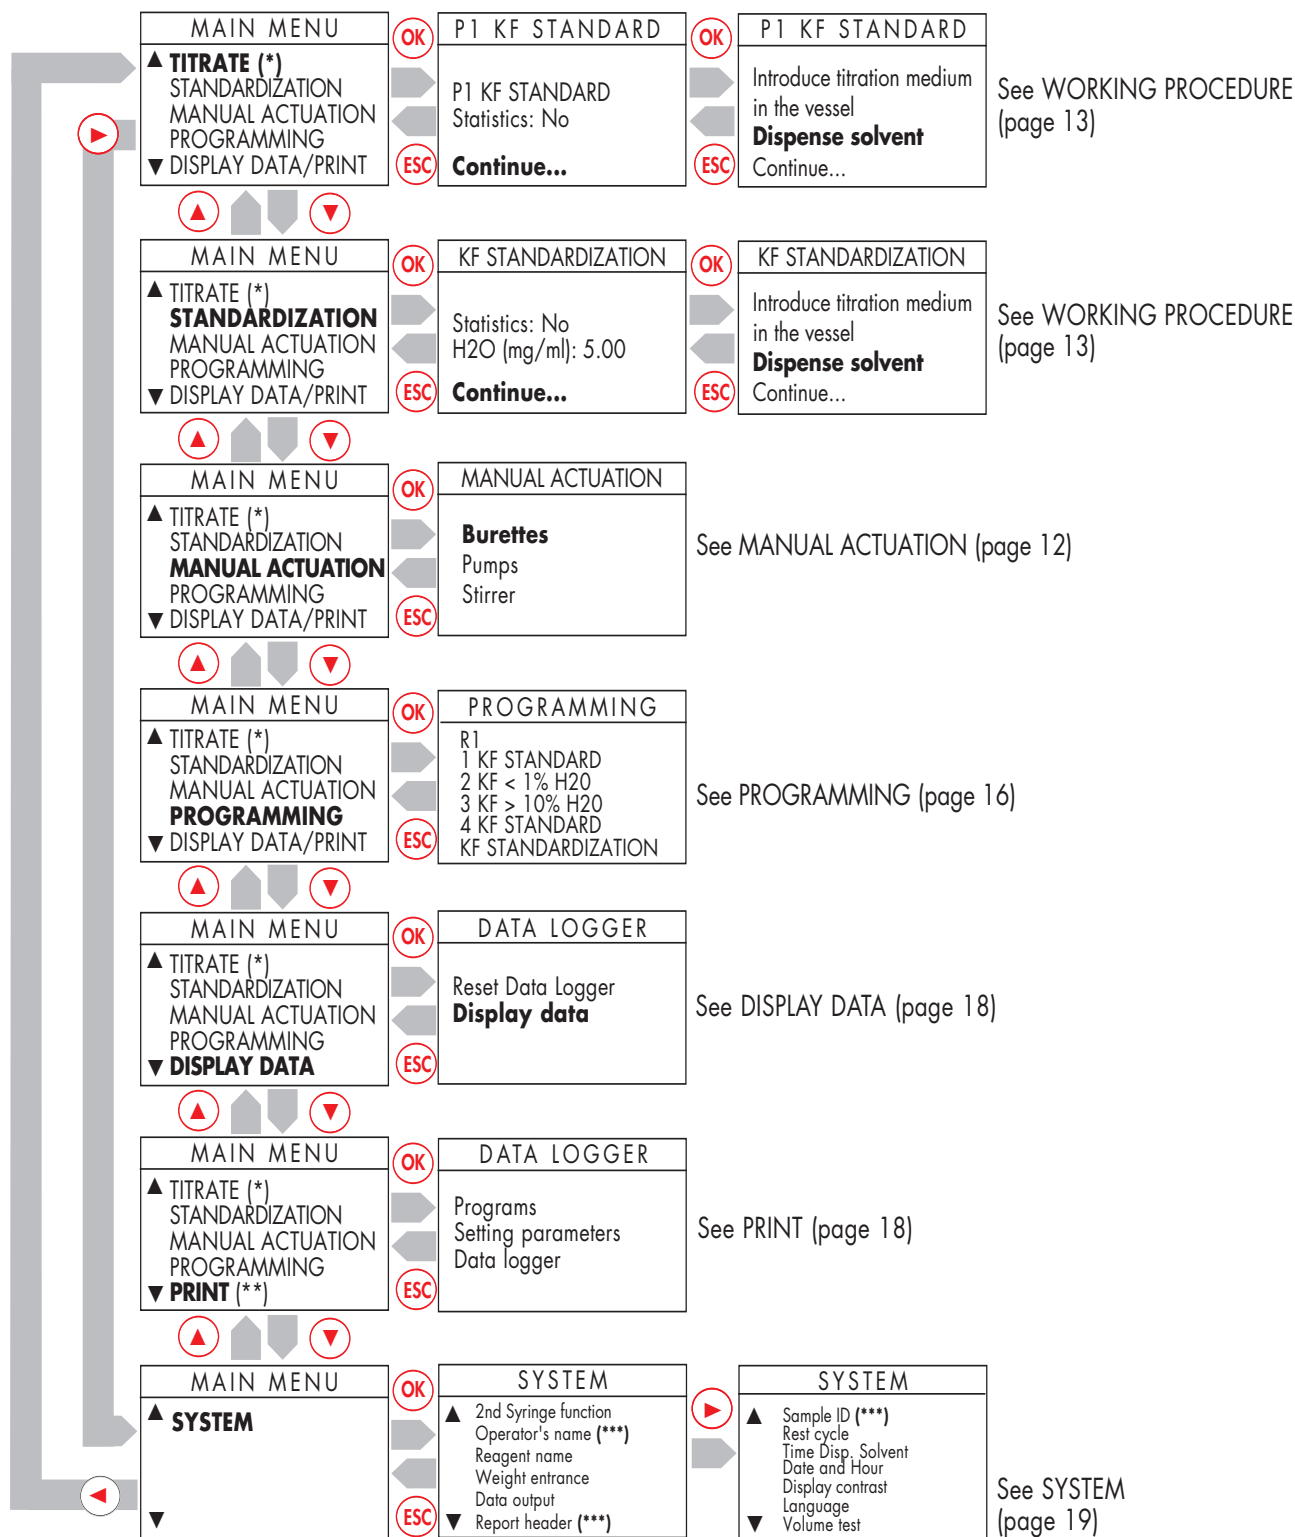 MAIN MENU
▲ TITRATE (*)
STANDARDIZATION
MANUAL ACTUATION
PROGRAMMING
▼ DISPLAY DATA/PRINT
OK
ESC
P1 KF STANDARD
P1 KF STANDARD
Statistics: No
Continue...
OK
ESC
P1 KF STANDARD
Introduce titration medium
in the vessel
Dispense solvent
Continue...
See WORKING PROCEDURE
(page 13)
MAIN MENU
▲ TITRATE (*)
STANDARDIZATION
MANUAL ACTUATION
PROGRAMMING
▼ DISPLAY DATA/PRINT
OK
ESC
KF STANDARDIZATION
Statistics: No
H2O (mg/ml): 5.00
Continue...
OK
ESC
KF STANDARDIZATION
Introduce titration medium
in the vessel
Dispense solvent
Continue...
See WORKING PROCEDURE
(page 13)
MAIN MENU
▲ TITRATE (*)
STANDARDIZATION
MANUAL ACTUATION
PROGRAMMING
▼ DISPLAY DATA/PRINT
OK
ESC
MANUAL ACTUATION
Burettes
Pumps
Stirrer
See MANUAL ACTUATION (page 12)
MAIN MENU
▲ TITRATE (*)
STANDARDIZATION
MANUAL ACTUATION
PROGRAMMING
▼ DISPLAY DATA/PRINT
OK
ESC
PROGRAMMING
R1
1 KF STANDARD
2 KF < 1% H20
3 KF > 10% H20
4 KF STANDARD
KF STANDARDIZATION
See PROGRAMMING (page 16)
MAIN MENU
▲ TITRATE (*)
STANDARDIZATION
MANUAL ACTUATION
PROGRAMMING
▼ DISPLAY DATA
OK
ESC
DATA LOGGER
Reset Data Logger
Display data
See DISPLAY DATA (page 18)
MAIN MENU
▲ TITRATE (*)
STANDARDIZATION
MANUAL ACTUATION
PROGRAMMING
▼ PRINT (**)
OK
ESC
DATA LOGGER
Programs
Setting parameters
Data logger
See PRINT (page 18)
MAIN MENU
▲ SYSTEM
▼
OK
ESC
SYSTEM
▲ 2nd Syringe function
Operator's name (***)
Reagent name
Weight entrance
Data output
▼ Report header (***)
SYSTEM
▲ Sample ID (***)
Rest cycle
Time Disp. Solvent
Date and Hour
Display contrast
Language
▼ Volume test
See SYSTEM
(page 19)